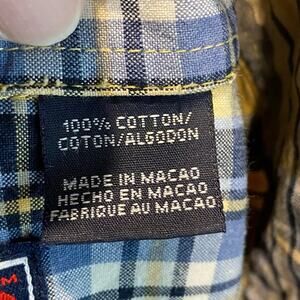 100% COTTON/
COTON/ALGODON
MADE IN MACAO
HECHO EN MACAO
FABRIQUE AU MACAO
M